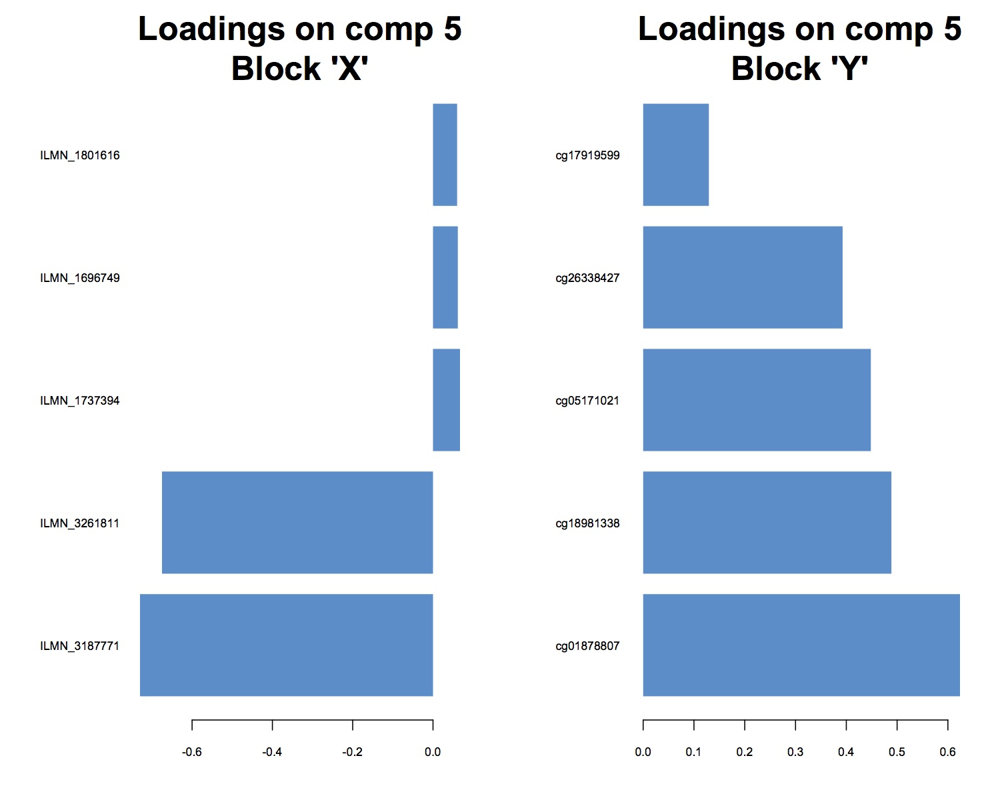 Loadings on comp 5
Block 'X'
ILMN_1801616
ILMN_1696749
ILMN_1737394
ILMN_3261811
ILMN_3187771
-0.6 -0.4 -0.2 0.0
Loadings on comp 5
Block 'Y'
cg17919599
cg26338427
cg05171021
cg18981338
cg01878807
0.0 0.1 0.2 0.3 0.4 0.5 0.6